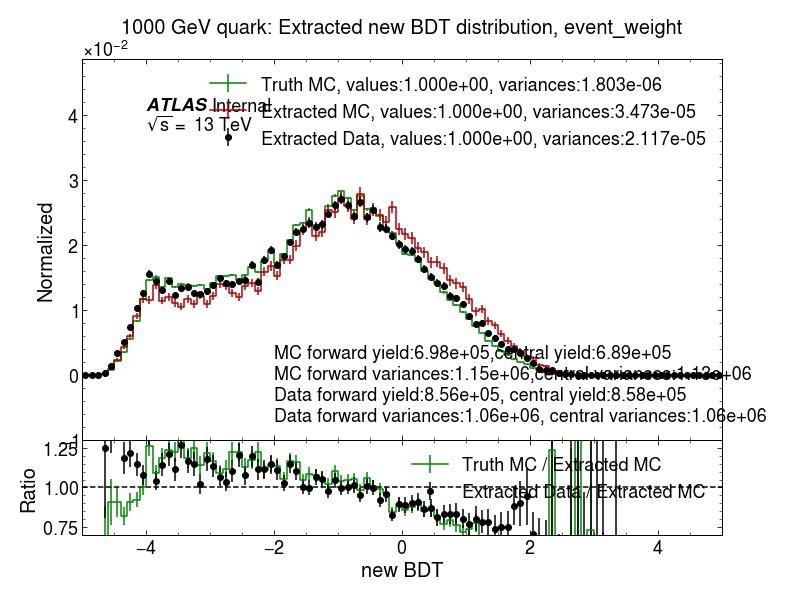 1000 GeV quark: Extracted new BDT distribution, event_weight
×10⁻²
Truth MC, values:1.000e+00, variances:1.803e-06
ATLAS Internal
Extracted MC, values:1.000e+00, variances:3.473e-05
√s = 13 TeV
Extracted Data, values:1.000e+00, variances:2.117e-05
4
3
2
1
0
Normalized
MC forward yield:6.98e+05,central yield:6.89e+05
MC forward variances:1.15e+06,central variances:1.13e+06
Data forward yield:8.56e+05, central yield:8.58e+05
Data forward variances:1.06e+06, central variances:1.06e+06
1.25
1.00
0.75
Ratio
Truth MC / Extracted MC
Extracted Data / Extracted MC
−4 −2 0 2 4
new BDT